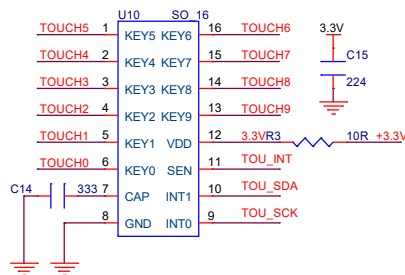 U10 SO_16
TOUCH5 1 KEY5 KEY6 16 TOUCH6
TOUCH4 2 KEY4 KEY7 15 TOUCH7
TOUCH3 3 KEY3 KEY8 14 TOUCH8
TOUCH2 4 KEY2 KEY9 13 TOUCH9
TOUCH1 5 KEY1 VDD 12 3.3V R3 10R +3.3V
TOUCH0 6 KEY0 SEN 11 TOU_INT
C14 333 7 CAP INT1 10 TOU_SDA
8 GND INT0 9 TOU_SCK
3.3V
C15
224